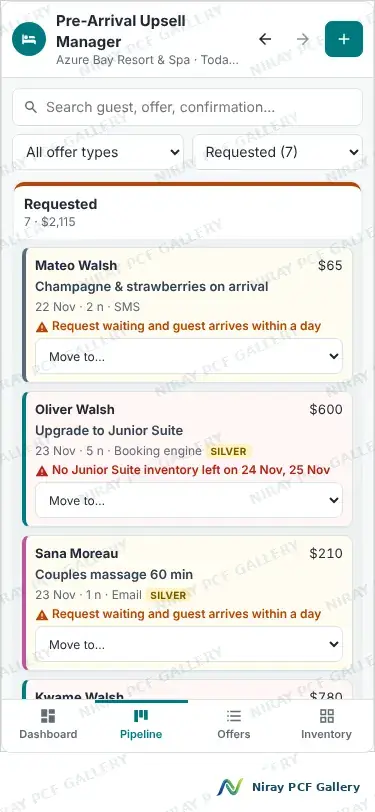 Pre-Arrival Upsell
Manager
Azure Bay Resort & Spa · Toda...
Search guest, offer, confirmation...
All offer types
Requested (7)
Requested
7 · $2,115
Mateo Walsh
$65
Champagne & strawberries on arrival
22 Nov · 2 n · SMS
Request waiting and guest arrives within a day
Move to...
Oliver Walsh
$600
Upgrade to Junior Suite
23 Nov · 5 n · Booking engine SILVER
No Junior Suite inventory left on 24 Nov, 25 Nov
Move to...
Sana Moreau
$210
Couples massage 60 min
23 Nov · 1 n · Email SILVER
Request waiting and guest arrives within a day
Move to...
Kwame Walsh
$780
Dashboard
Pipeline
Offers
Inventory
Niray PCF Gallery
NIRAY PCF GALLERY